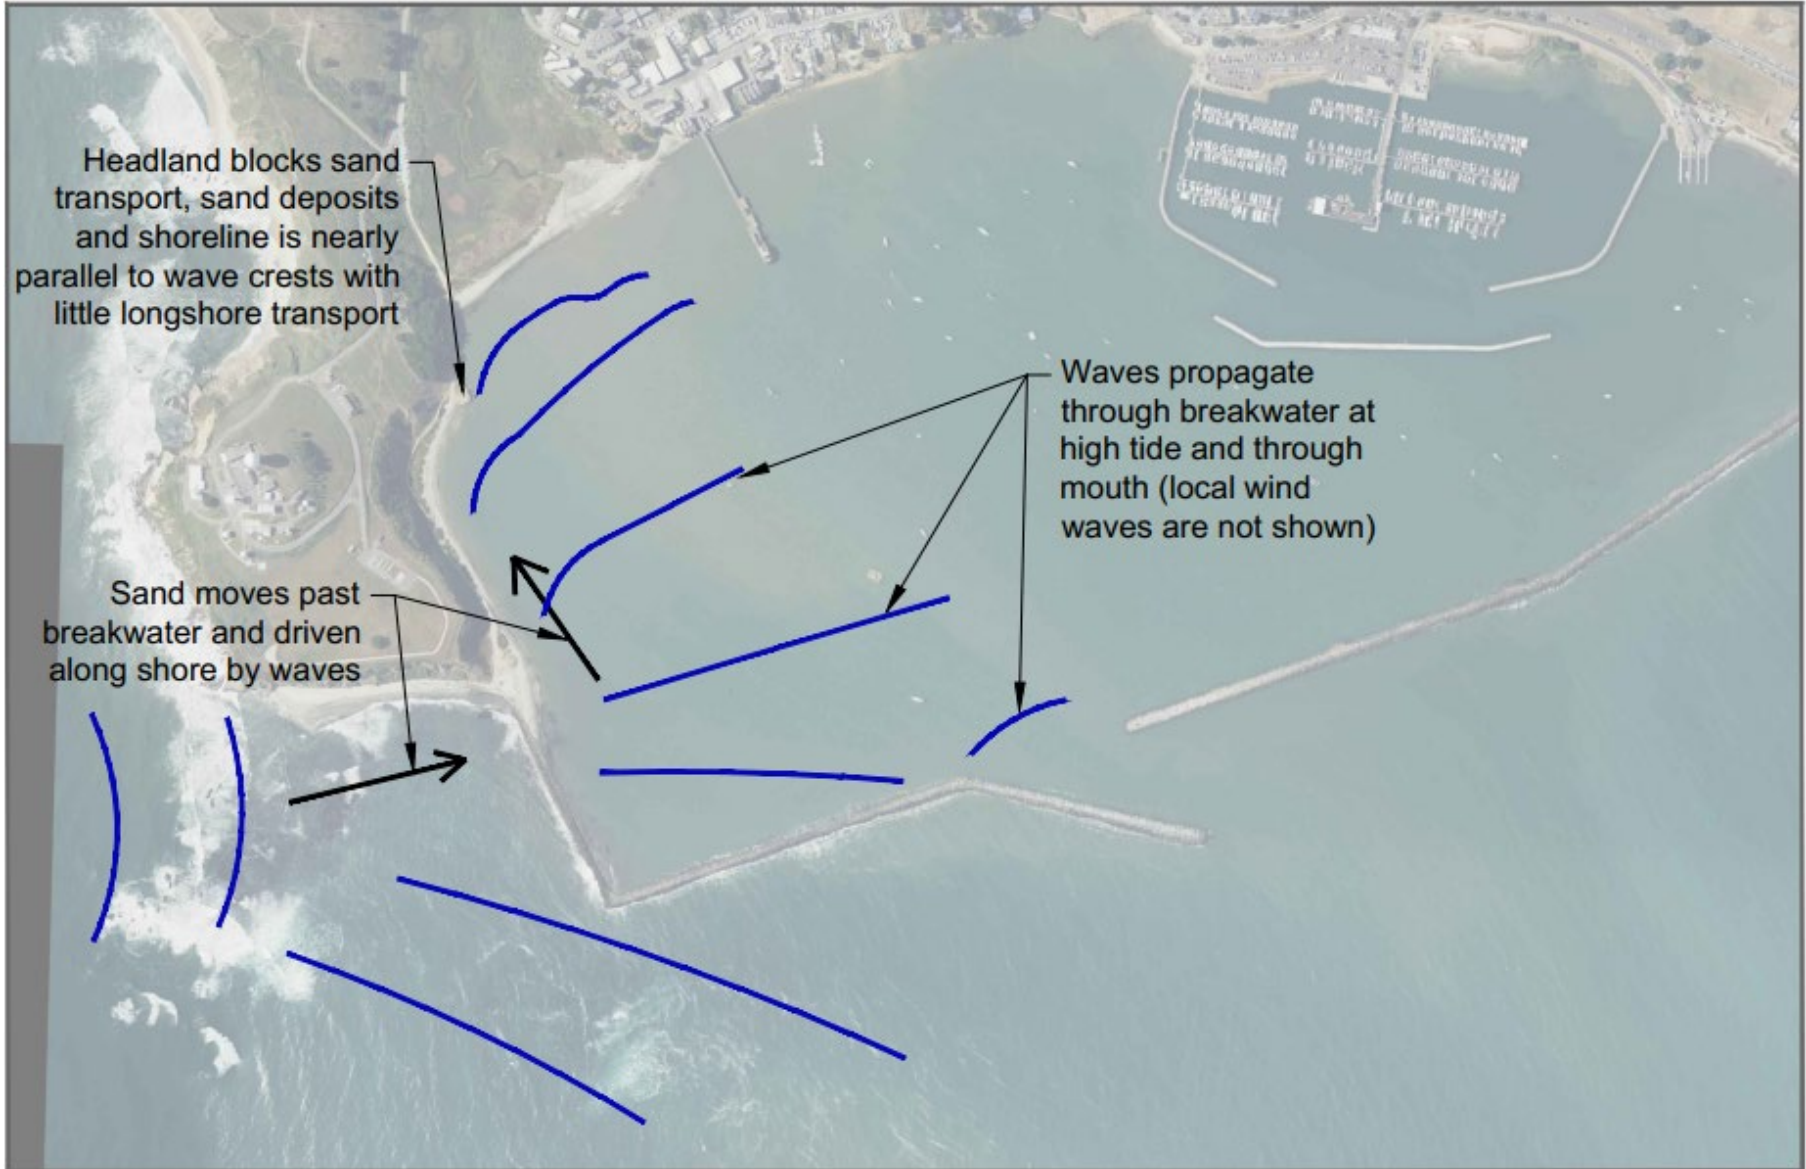 Headland blocks sand
transport, sand deposits
and shoreline is nearly
parallel to wave crests with
little longshore transport
Waves propagate
through breakwater at
high tide and through
mouth (local wind
waves are not shown)
Sand moves past
breakwater and driven
along shore by waves